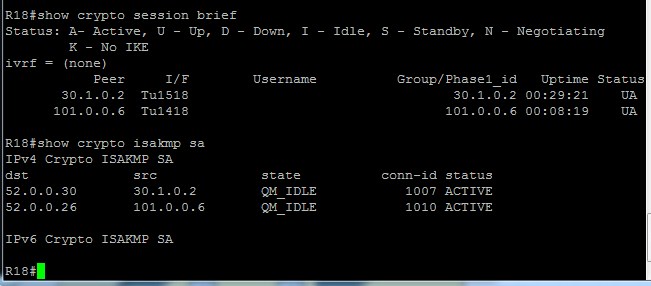 R18#show crypto session brief
Status: A- Active, U - Up, D - Down, I - Idle, S - Standby, N - Negotiating
K - No IKE
ivrf = (none)
Peer I/F Username Group/Phase1_id Uptime Status
30.1.0.2 Tu1518 30.1.0.2 00:29:21 UA
101.0.0.6 Tu1418 101.0.0.6 00:08:19 UA
R18#show crypto isakmp sa
IPv4 Crypto ISAKMP SA
dst src state conn-id status
52.0.0.30 30.1.0.2 QM_IDLE 1007 ACTIVE
52.0.0.26 101.0.0.6 QM_IDLE 1010 ACTIVE
IPv6 Crypto ISAKMP SA
R18#